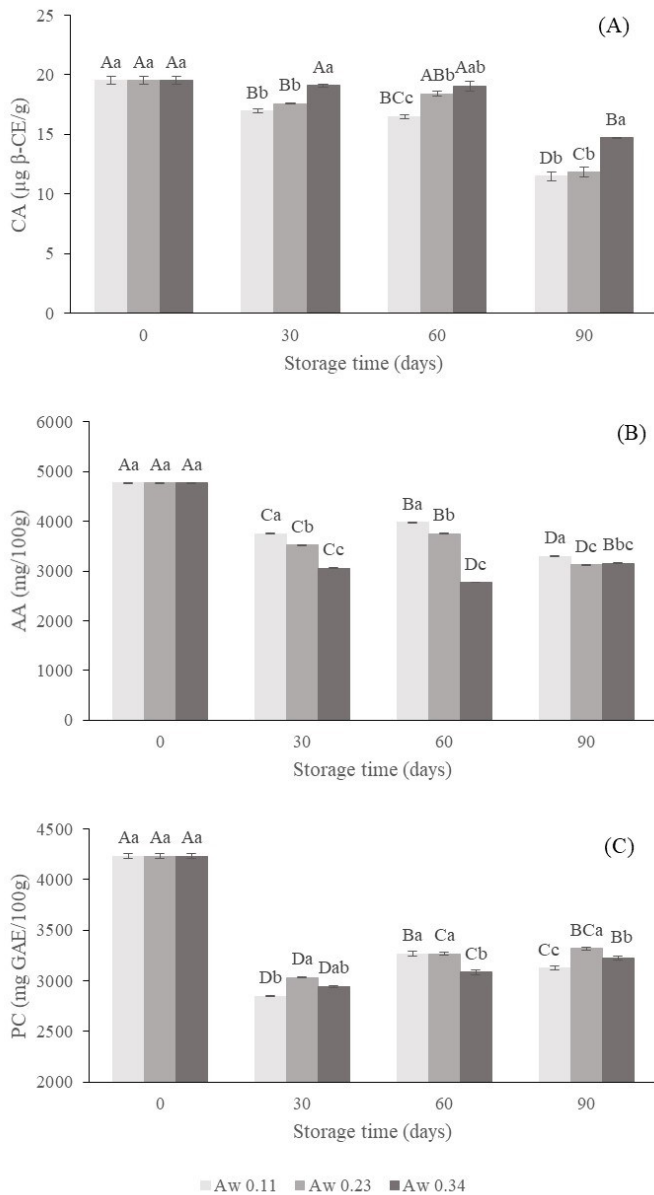 (A)
25
20
15
10
5
0
CA (µg β-CE/g)
Aa Aa Aa
Bb Bb Aa
BCc ABb Aab
Db Cb Ba
0 30 60 90
Storage time (days)
(B)
6000
5000
4000
3000
2000
1000
0
AA (mg/100g)
Aa Aa Aa
Ca Cb Cc
Ba Bb Dc
Da Dc Bbc
0 30 60 90
Storage time (days)
(C)
4500
4000
3500
3000
2500
2000
PC (mg GAE/100g)
Aa Aa Aa
Db Da Dab
Ba Ca Cb
Cc BCa Bb
0 30 60 90
Storage time (days)
Aw 0.11 Aw 0.23 Aw 0.34